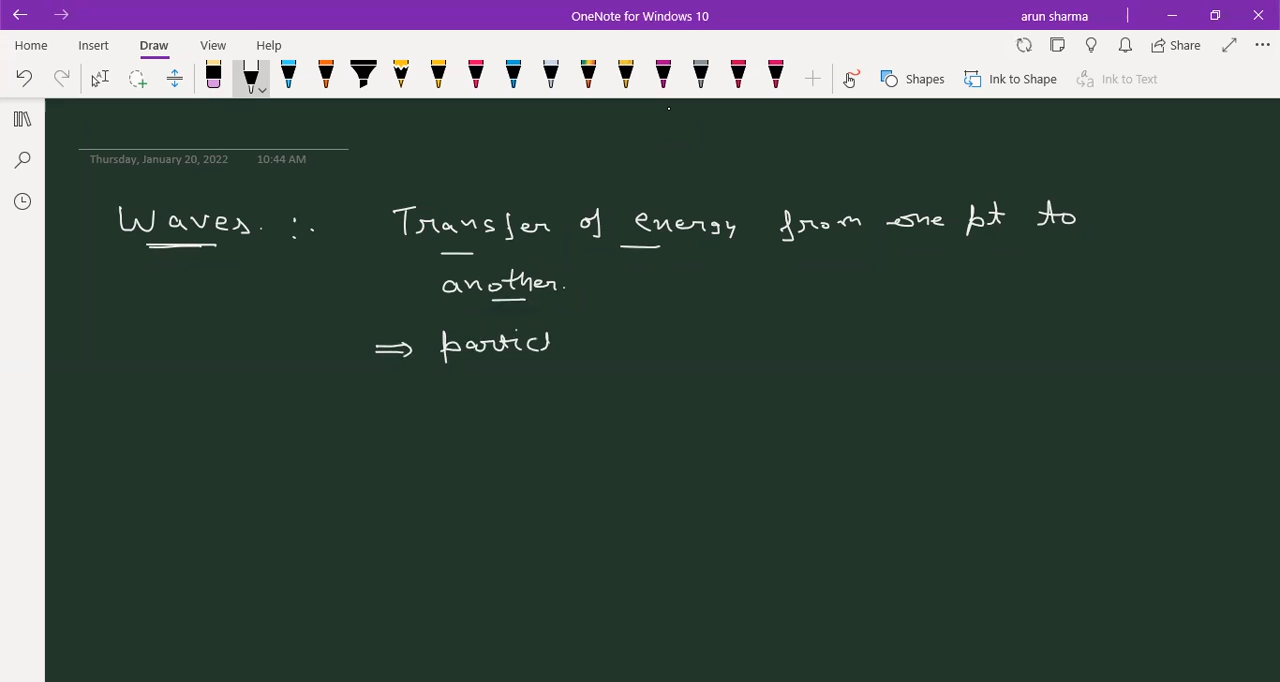 OneNote for Windows 10
arun sharma
Home Insert Draw View Help
Share
Shapes Ink to Shape Ink to Text
Thursday, January 20, 2022 10:44 AM
Waves. :. Transfer of energy from one pt to
another.
⇒ particl